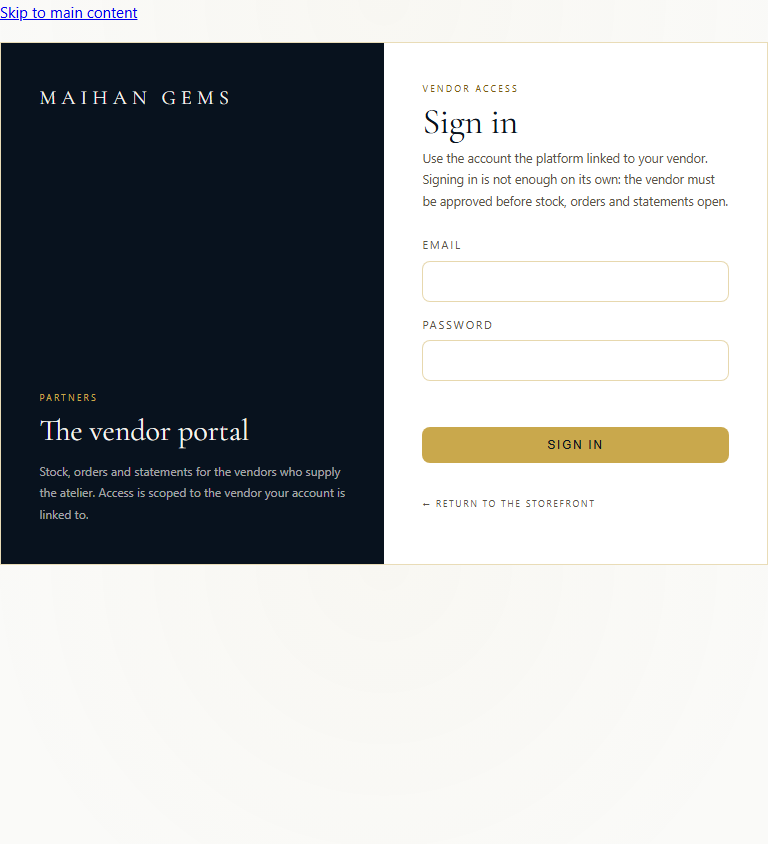 Skip to main content
MAIHAN GEMS
PARTNERS
The vendor portal
Stock, orders and statements for the vendors who supply
the atelier. Access is scoped to the vendor your account is
linked to.
VENDOR ACCESS
Sign in
Use the account the platform linked to your vendor.
Signing in is not enough on its own: the vendor must
be approved before stock, orders and statements open.
EMAIL
PASSWORD
SIGN IN
← RETURN TO THE STOREFRONT